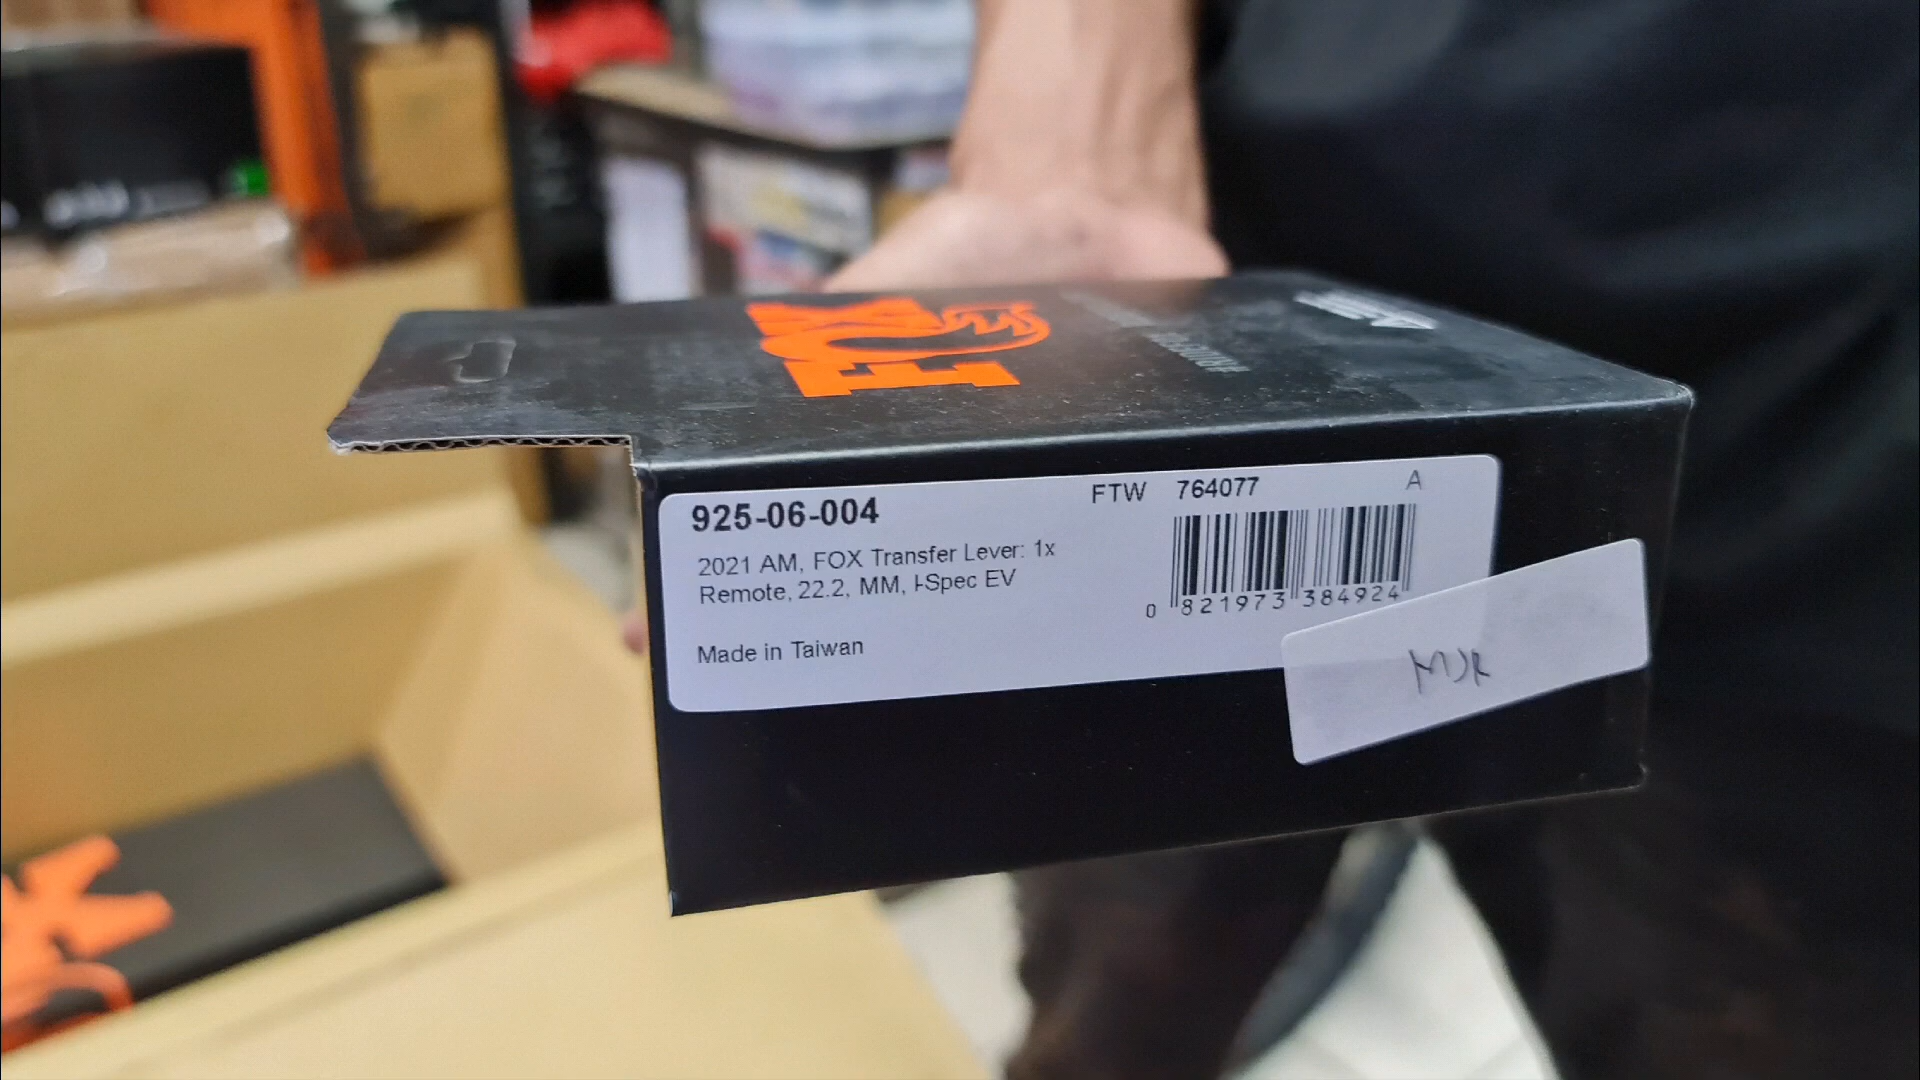 FOX
925-06-004
FTW 764077 A
2021 AM, FOX Transfer Lever: 1x
Remote, 22.2, MM, I-Spec EV
0 821973 384924
Made in Taiwan
MJR